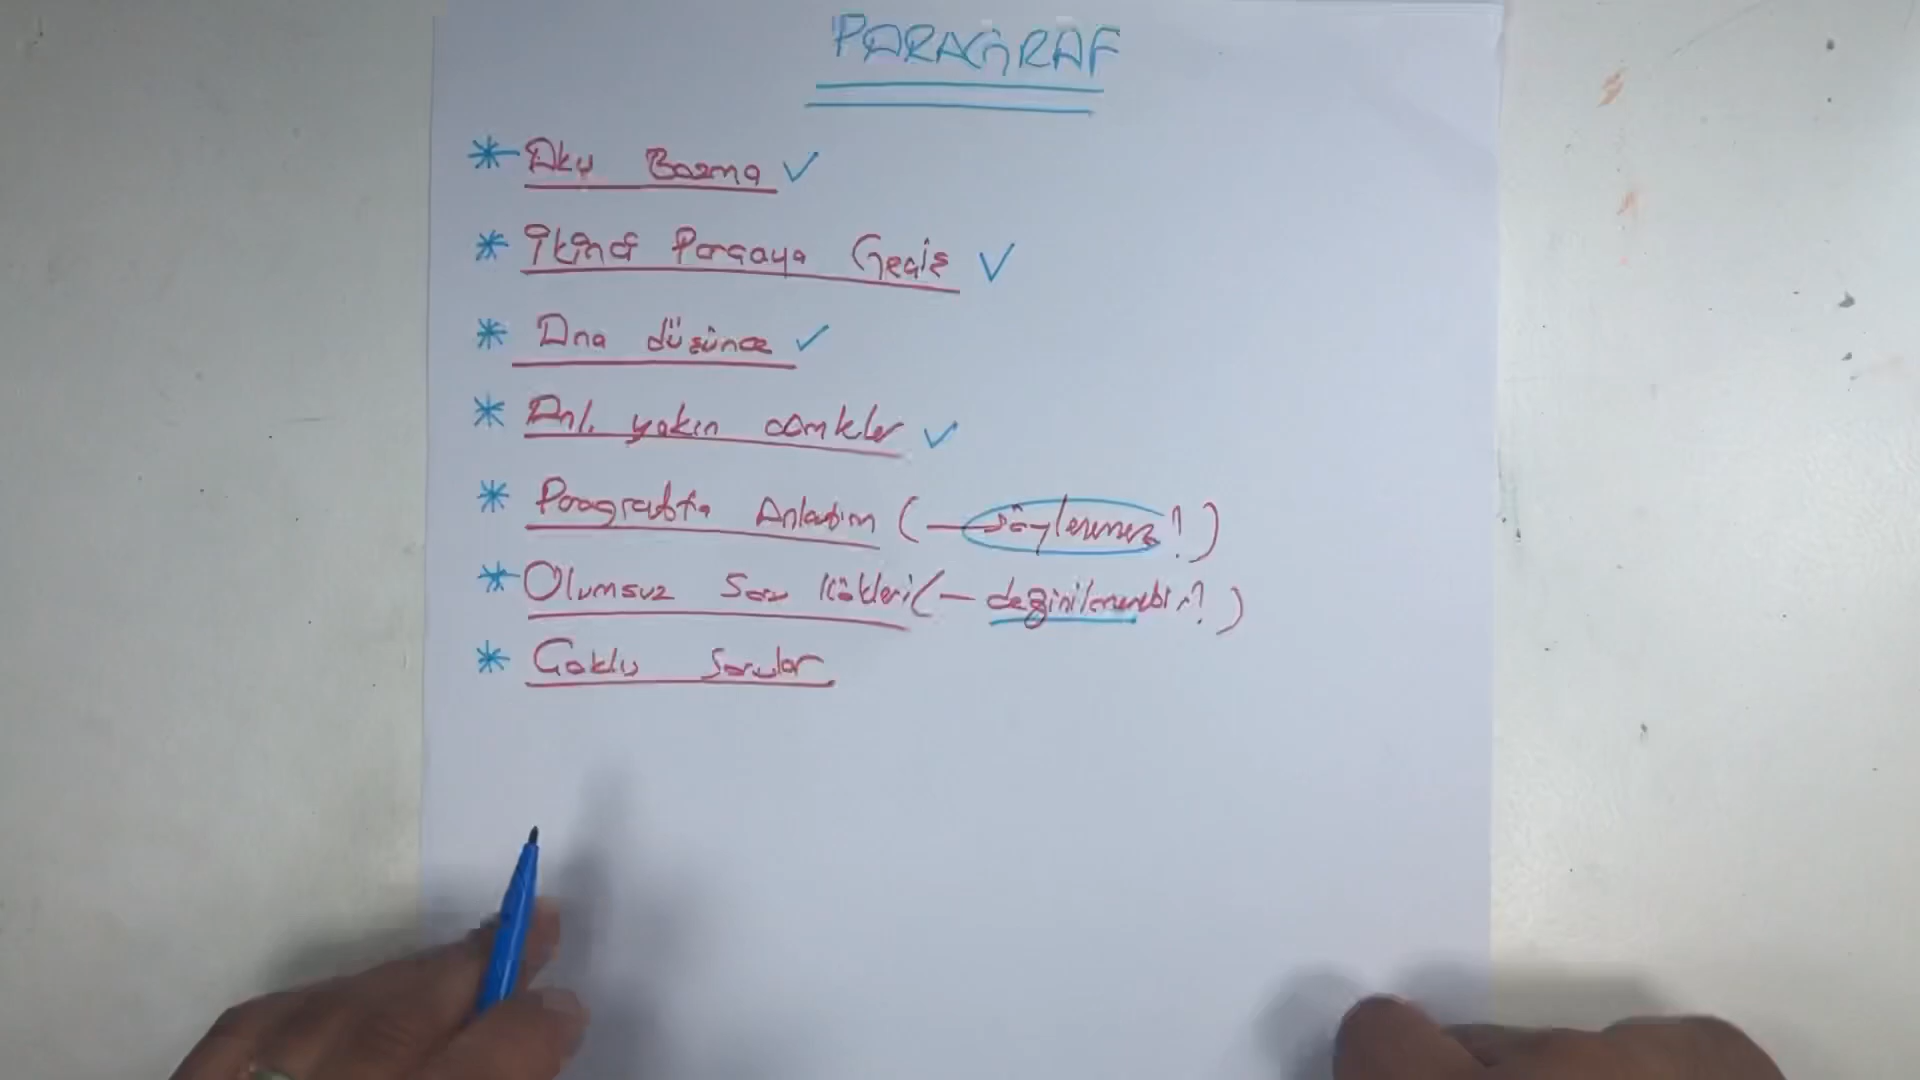 PARAGRAF
* Akış Bozma ✓
* İkinci Parçaya Geçiş ✓
* Ana düşünce ✓
* Anl. yakın cümleler ✓
* Paragrafta Anlatım ( — söylenemez? )
* Olumsuz Soru Kökleri ( — değinilmemiştir? )
* Çoklu Sorular